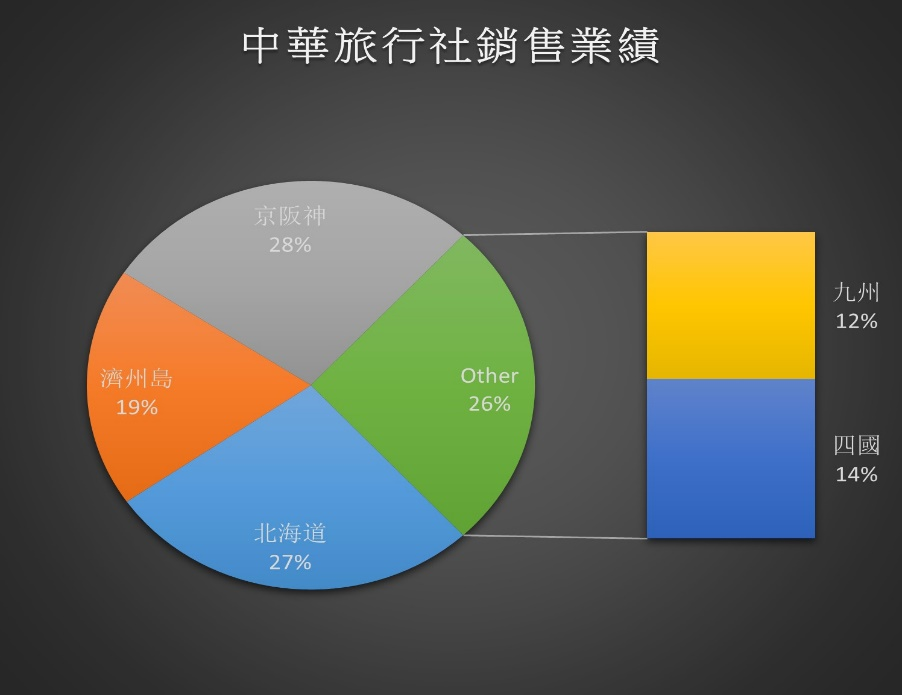 中華旅行社銷售業績
京阪神
28%
濟州島
19%
Other
26%
北海道
27%
九州
12%
四國
14%